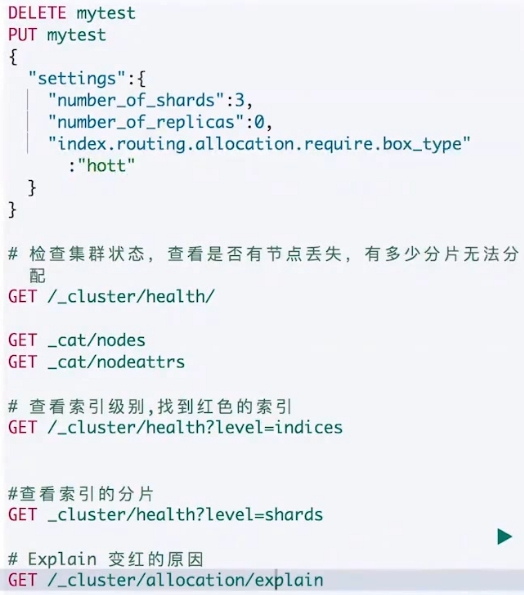 DELETE mytest
PUT mytest
{
"settings":{
"number_of_shards":3,
"number_of_replicas":0,
"index.routing.allocation.require.box_type"
:"hott"
}
}
# 检查集群状态，查看是否有节点丢失，有多少分片无法分
配
GET /_cluster/health/
GET _cat/nodes
GET _cat/nodeattrs
# 查看索引级别,找到红色的索引
GET /_cluster/health?level=indices
#查看索引的分片
GET _cluster/health?level=shards
# Explain 变红的原因
GET /_cluster/allocation/explain